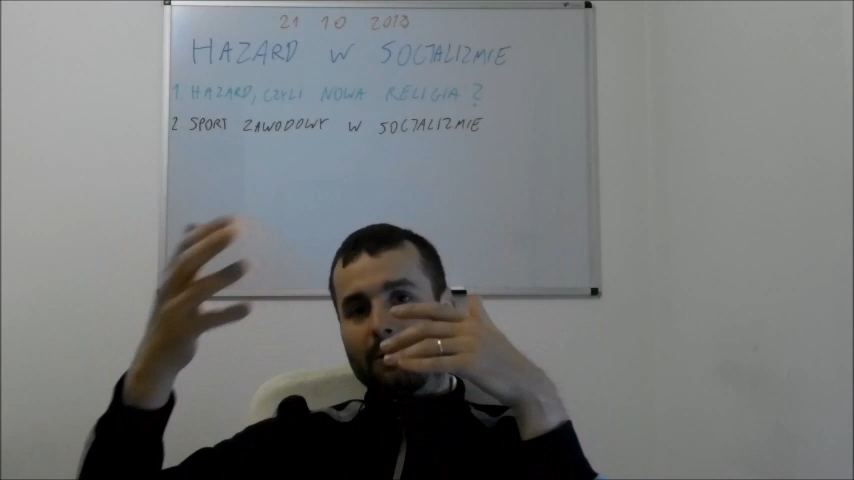 21 10 2013
HAZARD W SOCJALIZMIE
1. HAZARD, CZYLI NOWA RELIGIA?
2. SPORT ZAWODOWY W SOCJALIZMIE